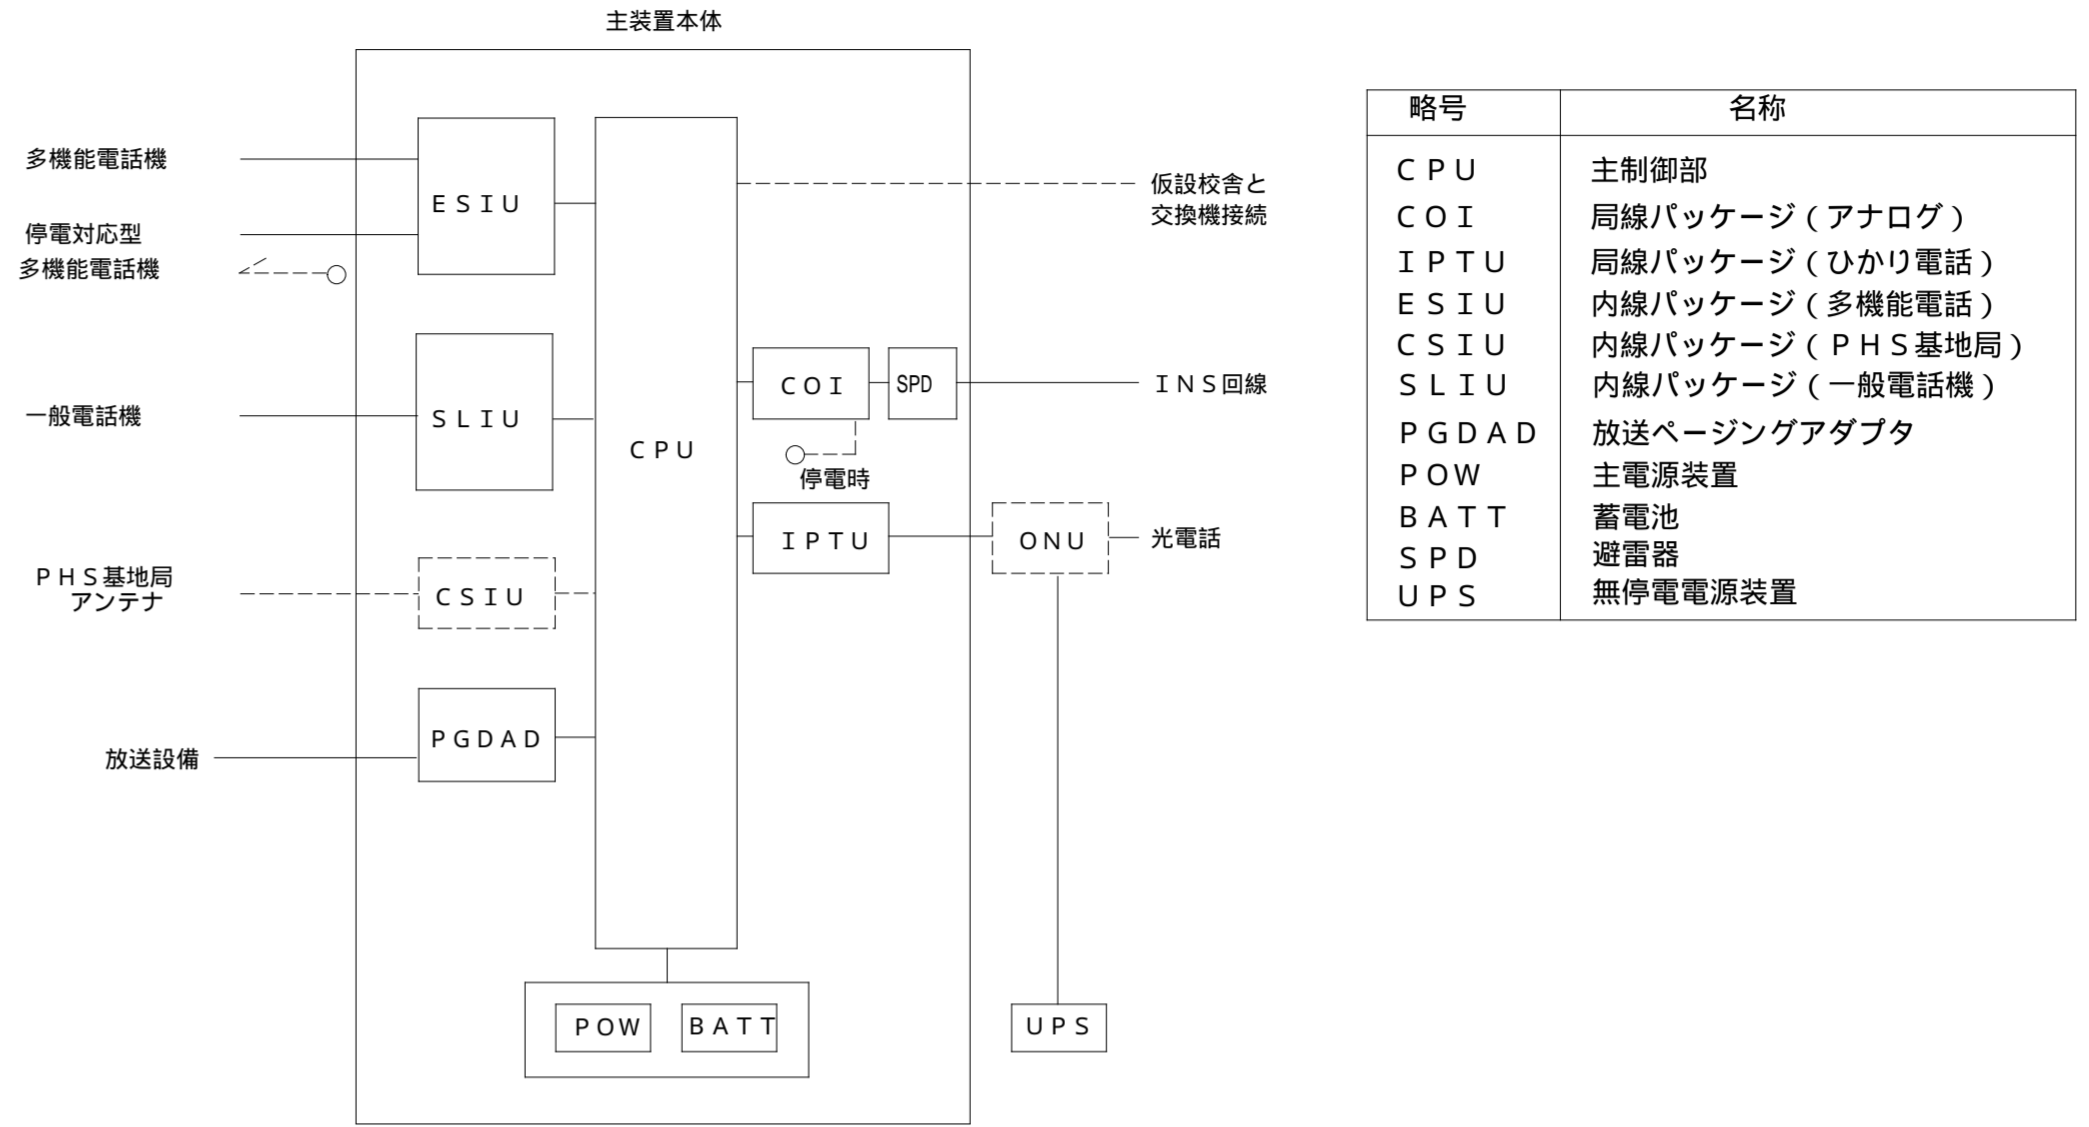 主装置本体
多機能電話機
停電対応型
多機能電話機
一般電話機
ＰＨＳ基地局
アンテナ
放送設備
ＥＳＩＵ
ＳＬＩＵ
ＣＳＩＵ
ＰＧＤＡＤ
ＣＰＵ
ＣＯＩ
SPD
停電時
ＩＰＴＵ
ＯＮＵ
ＰＯＷ
ＢＡＴＴ
ＵＰＳ
仮設校舎と
交換機接続
ＩＮＳ回線
光電話
略号 名称
ＣＰＵ 主制御部
ＣＯＩ 局線パッケージ（アナログ）
ＩＰＴＵ 局線パッケージ（ひかり電話）
ＥＳＩＵ 内線パッケージ（多機能電話）
ＣＳＩＵ 内線パッケージ（ＰＨＳ基地局）
ＳＬＩＵ 内線パッケージ（一般電話機）
ＰＧＤＡＤ 放送ページングアダプタ
ＰＯＷ 主電源装置
ＢＡＴＴ 蓄電池
ＳＰＤ 避雷器
ＵＰＳ 無停電電源装置